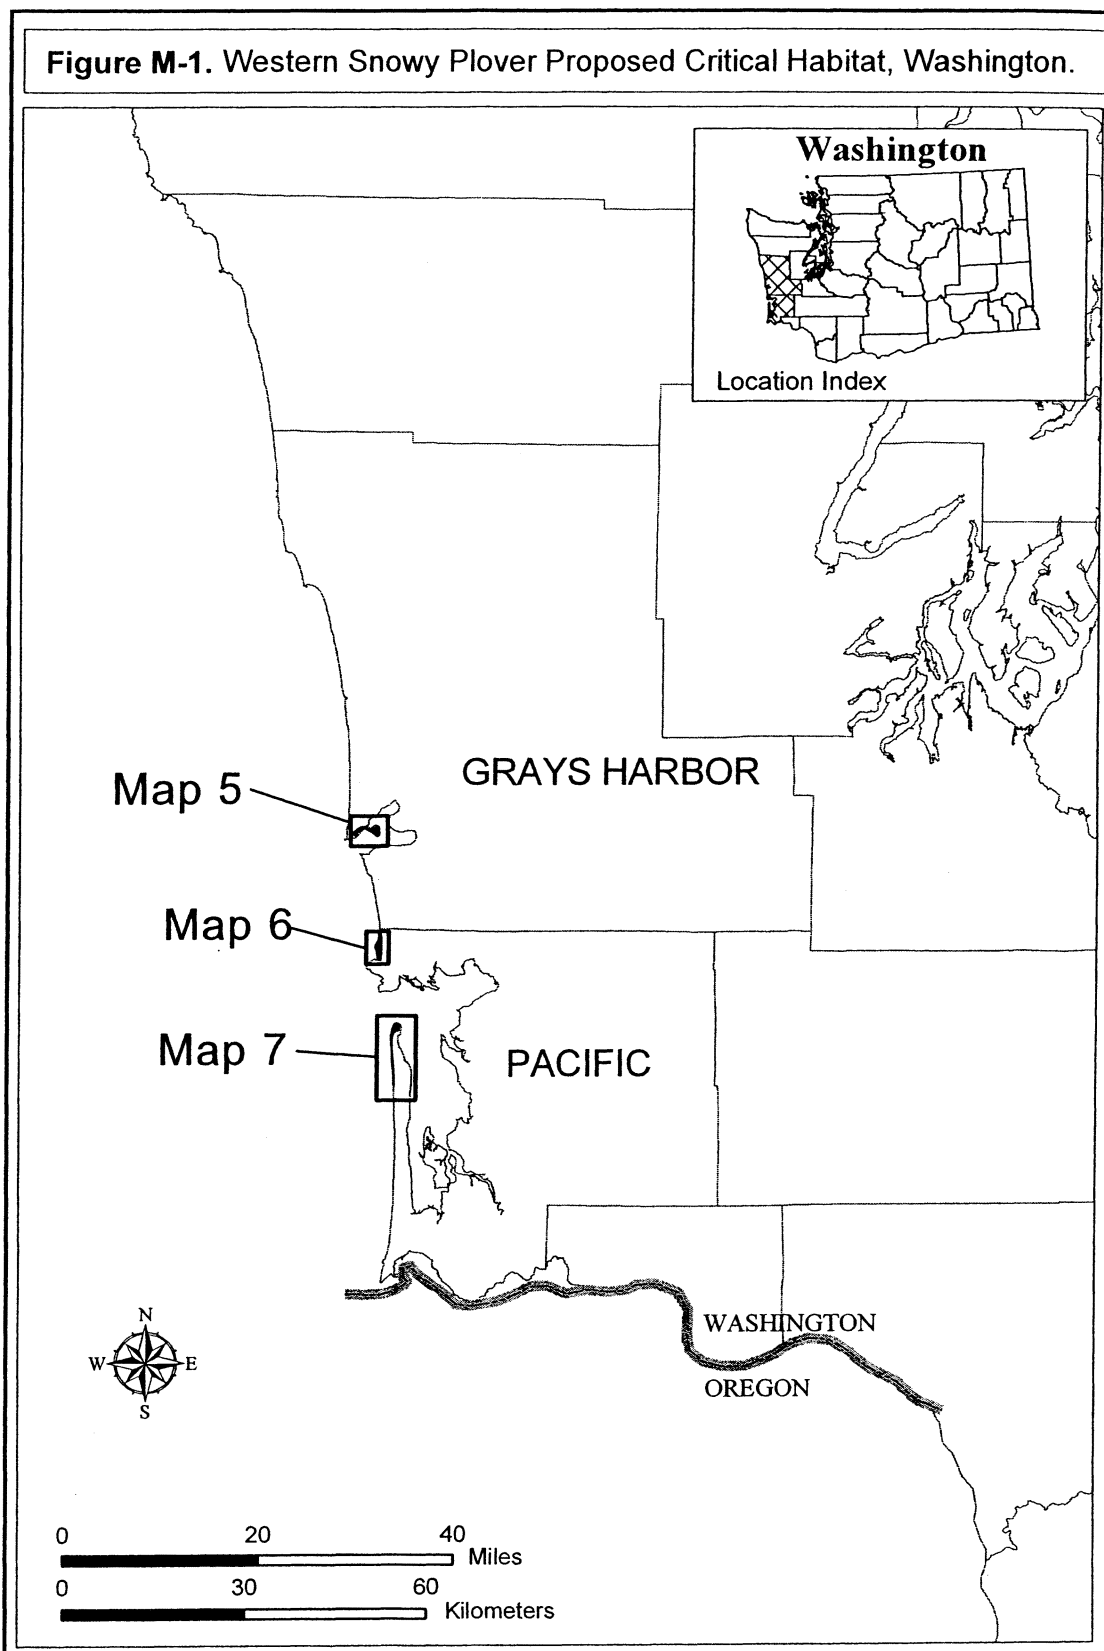 Figure M-1. Western Snowy Plover Proposed Critical Habitat, Washington.
Washington
Location Index
GRAYS HARBOR
Map 5
Map 6
Map 7
PACIFIC
WASHINGTON
OREGON
N
W E
S
0 20 40
Miles
0 30 60
Kilometers